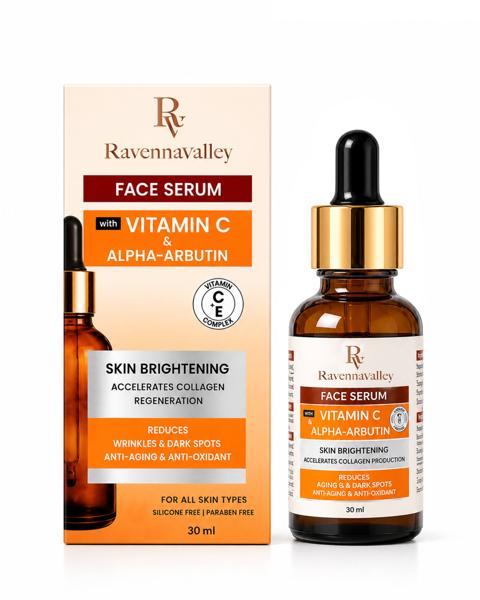 RV
Ravennavalley
FACE SERUM
with VITAMIN C
&
ALPHA-ARBUTIN
VITAMIN
C
+
E
COMPLEX
SKIN BRIGHTENING
ACCELERATES COLLAGEN
REGENERATION
REDUCES
WRINKLES & DARK SPOTS
ANTI-AGING & ANTI-OXIDANT
FOR ALL SKIN TYPES
SILICONE FREE | PARABEN FREE
30 ml
RV
Ravennavalley
FACE SERUM
with VITAMIN C
&
ALPHA-ARBUTIN
SKIN BRIGHTENING
ACCELERATES COLLAGEN PRODUCTION
REDUCES
AGING & DARK SPOTS
ANTI-AGING & ANTI-OXIDANT
30 ml